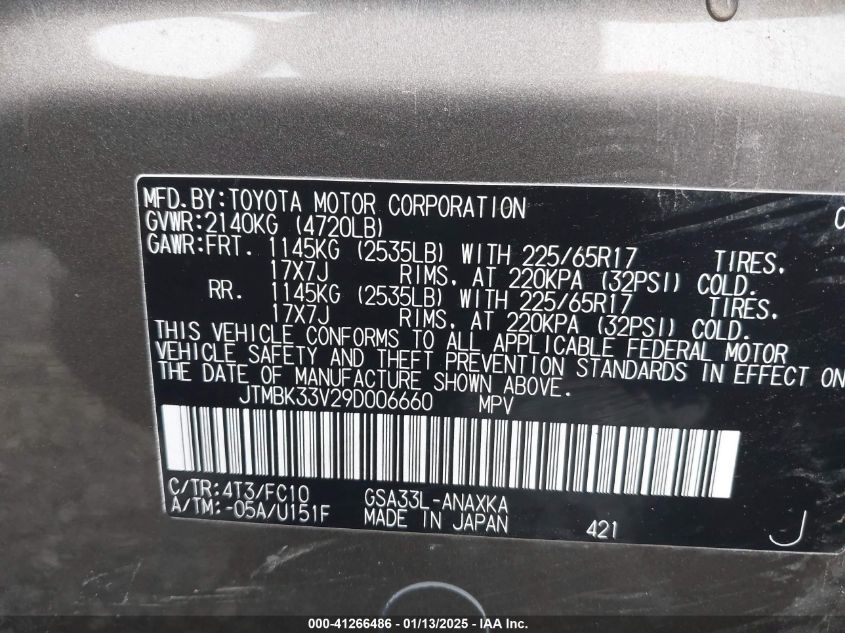 MFD.BY:TOYOTA MOTOR CORPORATION
GVWR:2140KG (4720LB)
GAWR:FRT. 1145KG (2535LB) WITH 225/65R17 TIRES,
17X7J RIMS, AT 220KPA (32PSI) COLD.
RR. 1145KG (2535LB) WITH 225/65R17 TIRES,
17X7J RIMS, AT 220KPA (32PSI) COLD.
THIS VEHICLE CONFORMS TO ALL APPLICABLE FEDERAL MOTOR
VEHICLE SAFETY AND THEFT PREVENTION STANDARDS IN EFFECT ON
THE DATE OF MANUFACTURE SHOWN ABOVE.
JTMBK33V29D006660 MPV
C/TR:4T3/FC10 GSA33L-ANAXKA
A/TM:-05A/U151F MADE IN JAPAN 421 J
000-41266486 - 01/13/2025 - IAA Inc.